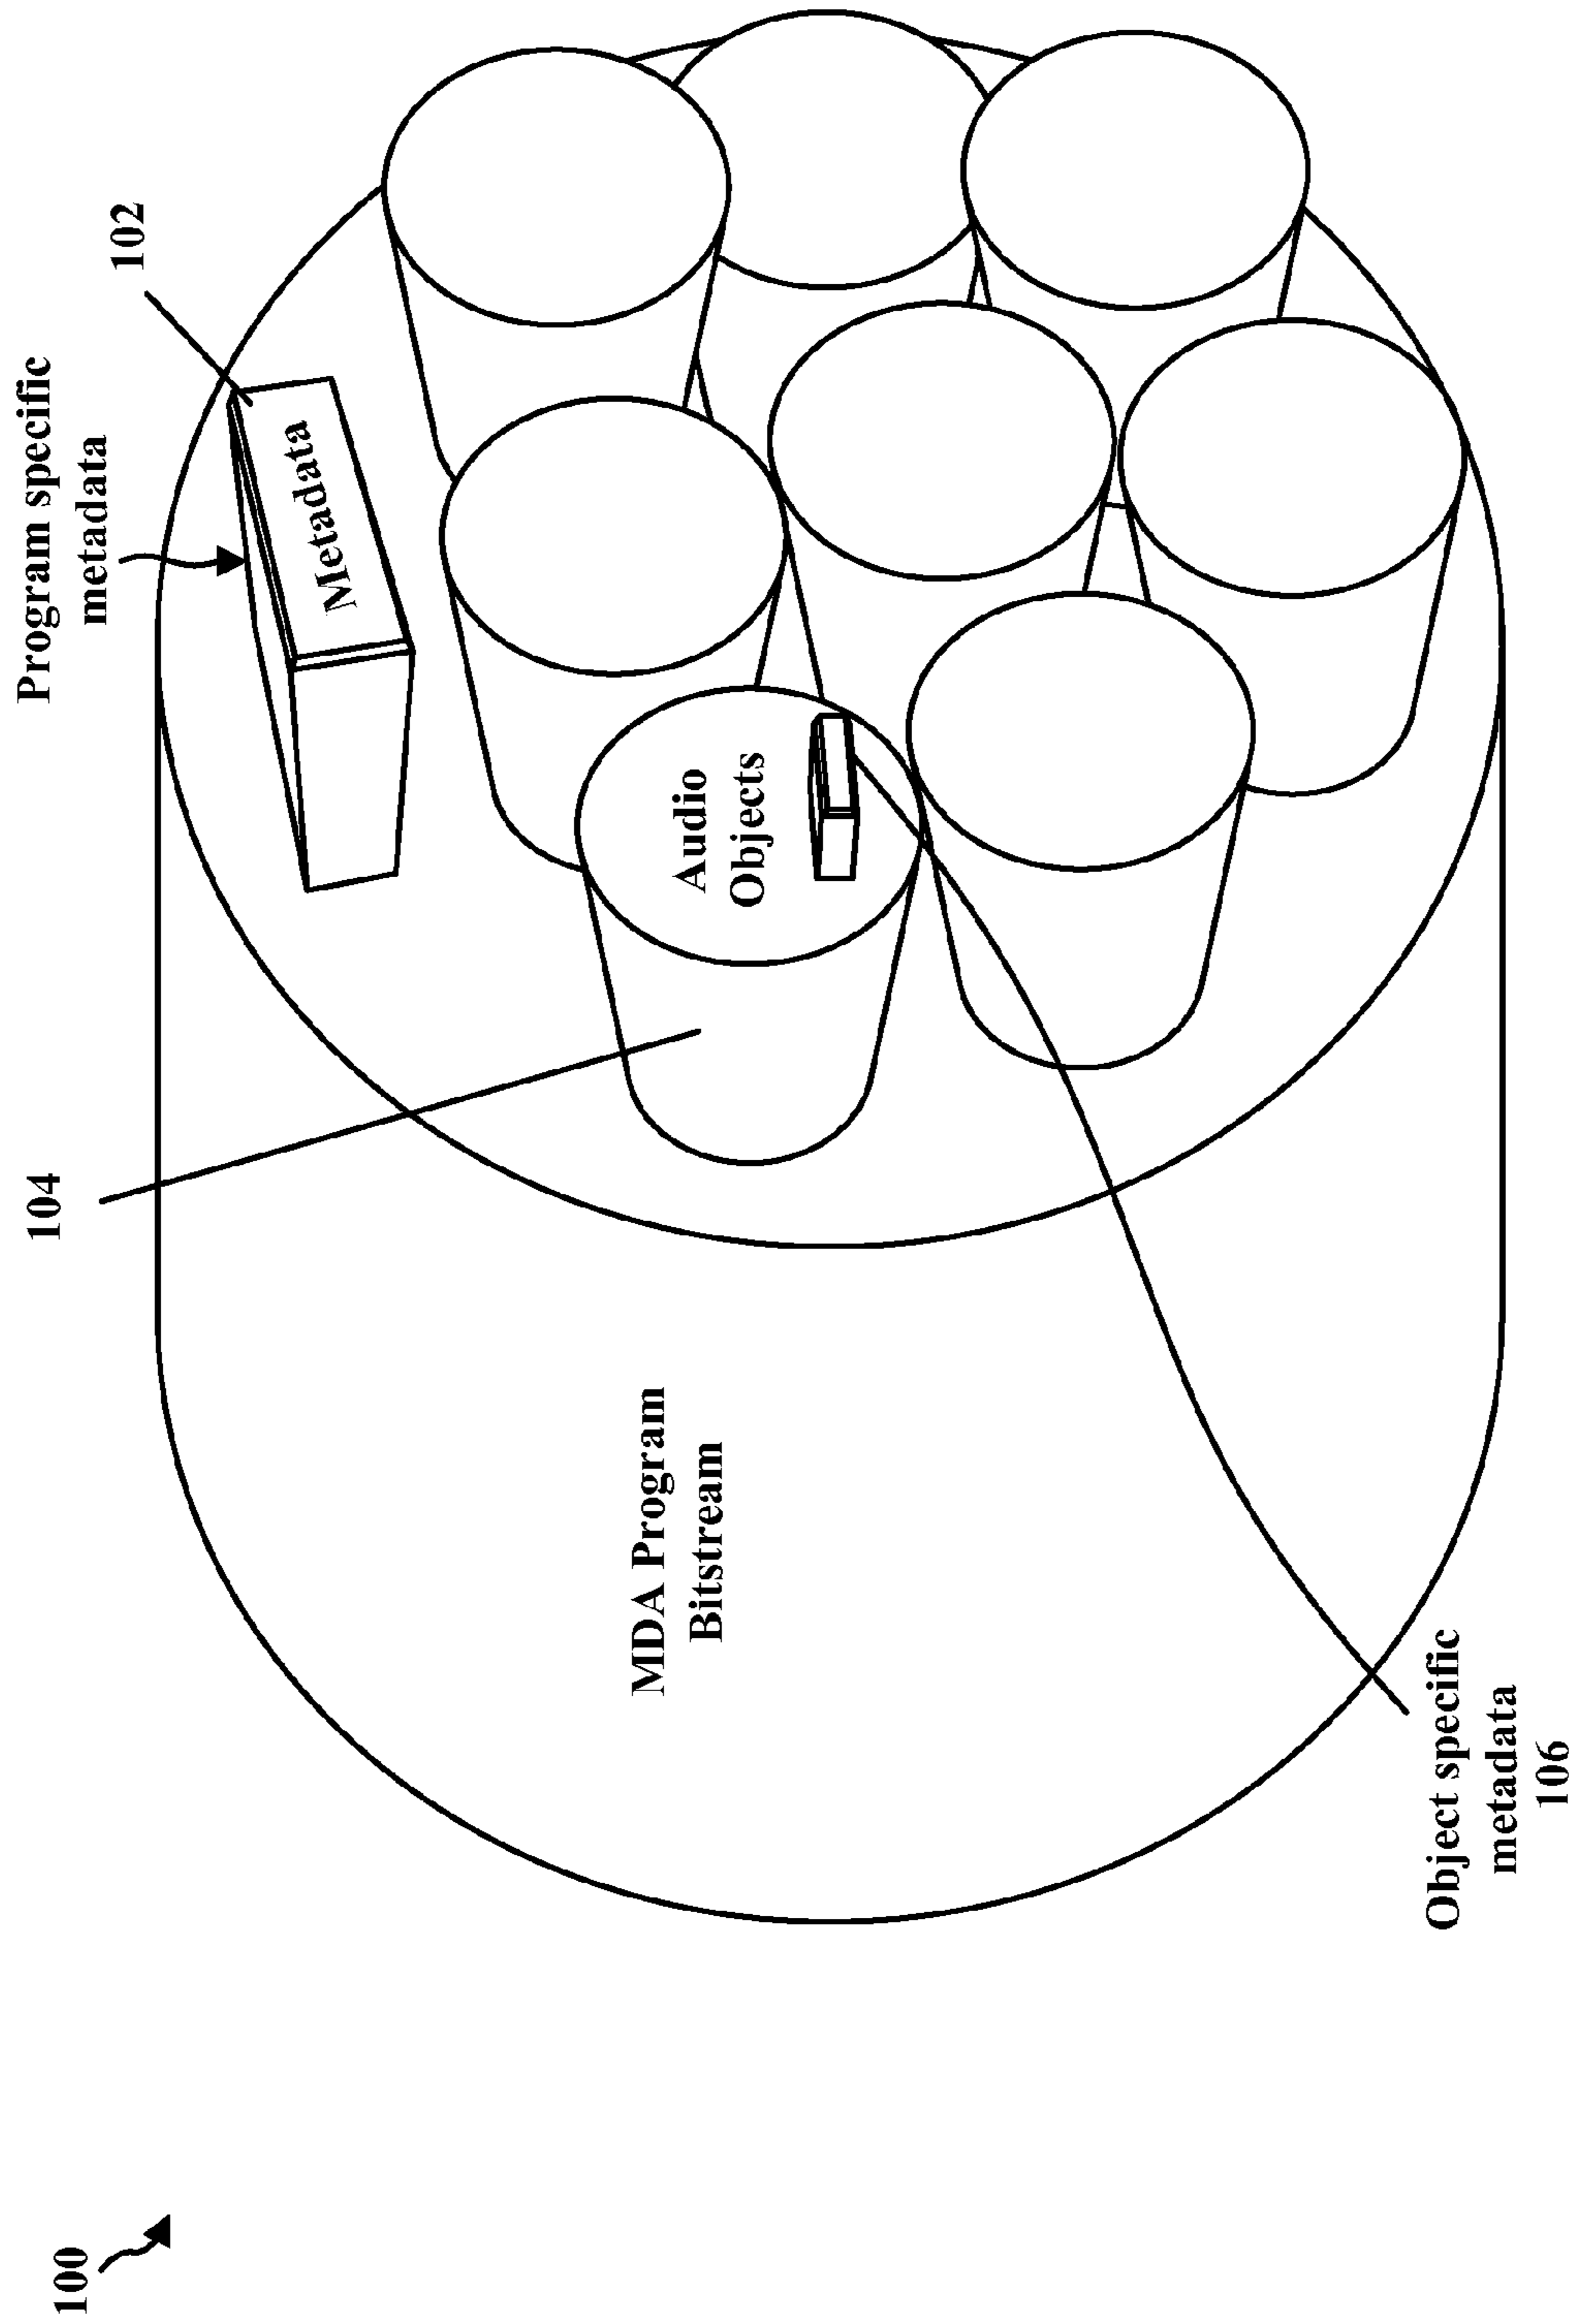 100
104
Program specific
metadata
102
Metadata
Audio
Objects
MDA Program
Bitstream
Object specific
metadata
106